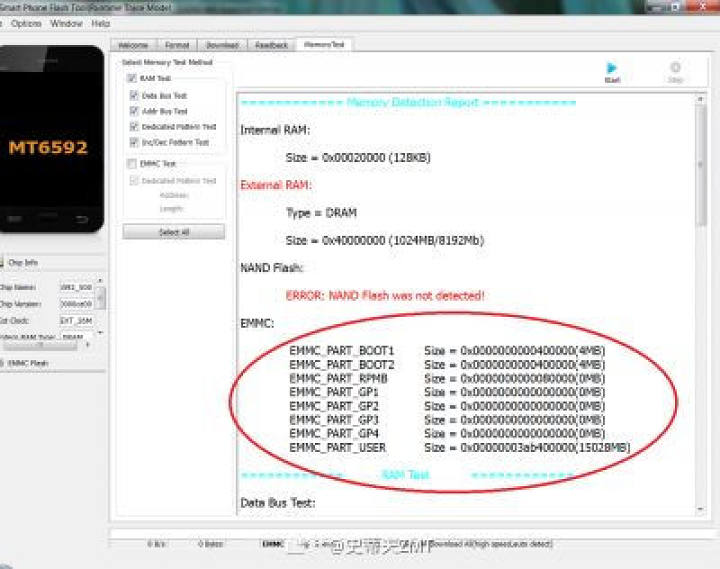 Smart Phone Flash Tool(Runtime Trace Mode)
Options Window Help
Welcome Format Download Readback MemoryTest
Select Memory Test Method
RAM Test
Data Bus Test
Addr Bus Test
Dedicated Pattern Test
Inc/Dec Pattern Test
EMMC Test
Dedicated Pattern Test
Address:
Length:
Select All
Start
Stop
MT6592
Chip Info
Chip Name:
Chip Version:
Ext Clock: EXT_26M
Extern RAM Type: DRAM
EMMC Flash
============ Memory Detection Report ============
Internal RAM:
Size = 0x00020000 (128KB)
External RAM:
Type = DRAM
Size = 0x40000000 (1024MB/8192Mb)
NAND Flash:
ERROR: NAND Flash was not detected!
EMMC:
EMMC_PART_BOOT1 Size = 0x0000000000400000(4MB)
EMMC_PART_BOOT2 Size = 0x0000000000400000(4MB)
EMMC_PART_RPMB Size = 0x0000000000080000(0MB)
EMMC_PART_GP1 Size = 0x0000000000000000(0MB)
EMMC_PART_GP2 Size = 0x0000000000000000(0MB)
EMMC_PART_GP3 Size = 0x0000000000000000(0MB)
EMMC_PART_GP4 Size = 0x0000000000000000(0MB)
EMMC_PART_USER Size = 0x00000003ab400000(15028MB)
============ RAM Test ============
Data Bus Test:
0 B/s 0 Bytes EMMC Download All(high speed,auto detect)
@史蒂夫ZMT